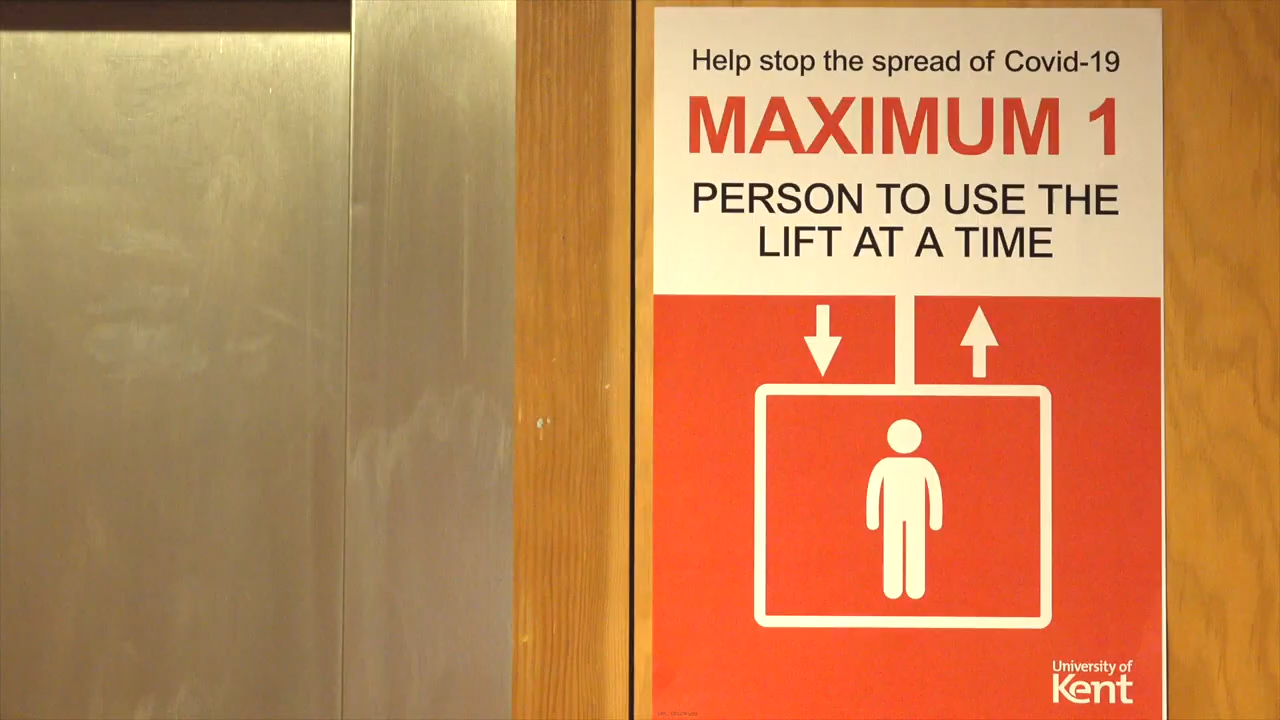 Help stop the spread of Covid-19
MAXIMUM 1
PERSON TO USE THE
LIFT AT A TIME
University of
Kent